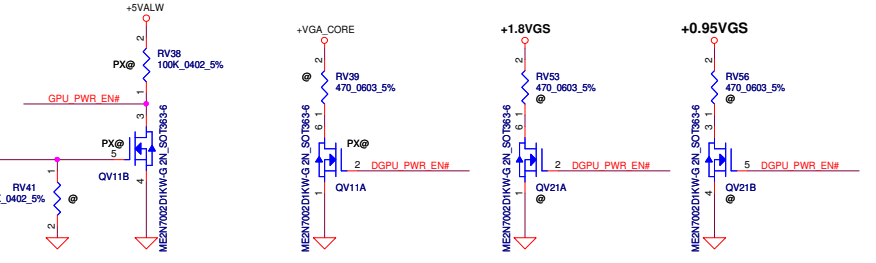 +5VALW
2
RV38
100K_0402_5%
PX@
1
GPU_PWR_EN#
3
PX@
5
QV11B
4
ME2N7002D1KW-G 2N_SOT363-6
1
RV41
_0402_5%
@
2
+VGA_CORE
2
@
RV39
470_0603_5%
1
6
PX@
2
DGPU_PWR_EN#
QV11A
1
ME2N7002D1KW-G 2N_SOT363-6
+1.8VGS
2
RV53
470_0603_5%
@
1
6
2
DGPU_PWR_EN#
QV21A
@
1
ME2N7002D1KW-G 2N_SOT363-6
+0.95VGS
2
RV56
470_0603_5%
@
1
3
5
DGPU_PWR_EN#
QV21B
@
4
ME2N7002D1KW-G 2N_SOT363-6